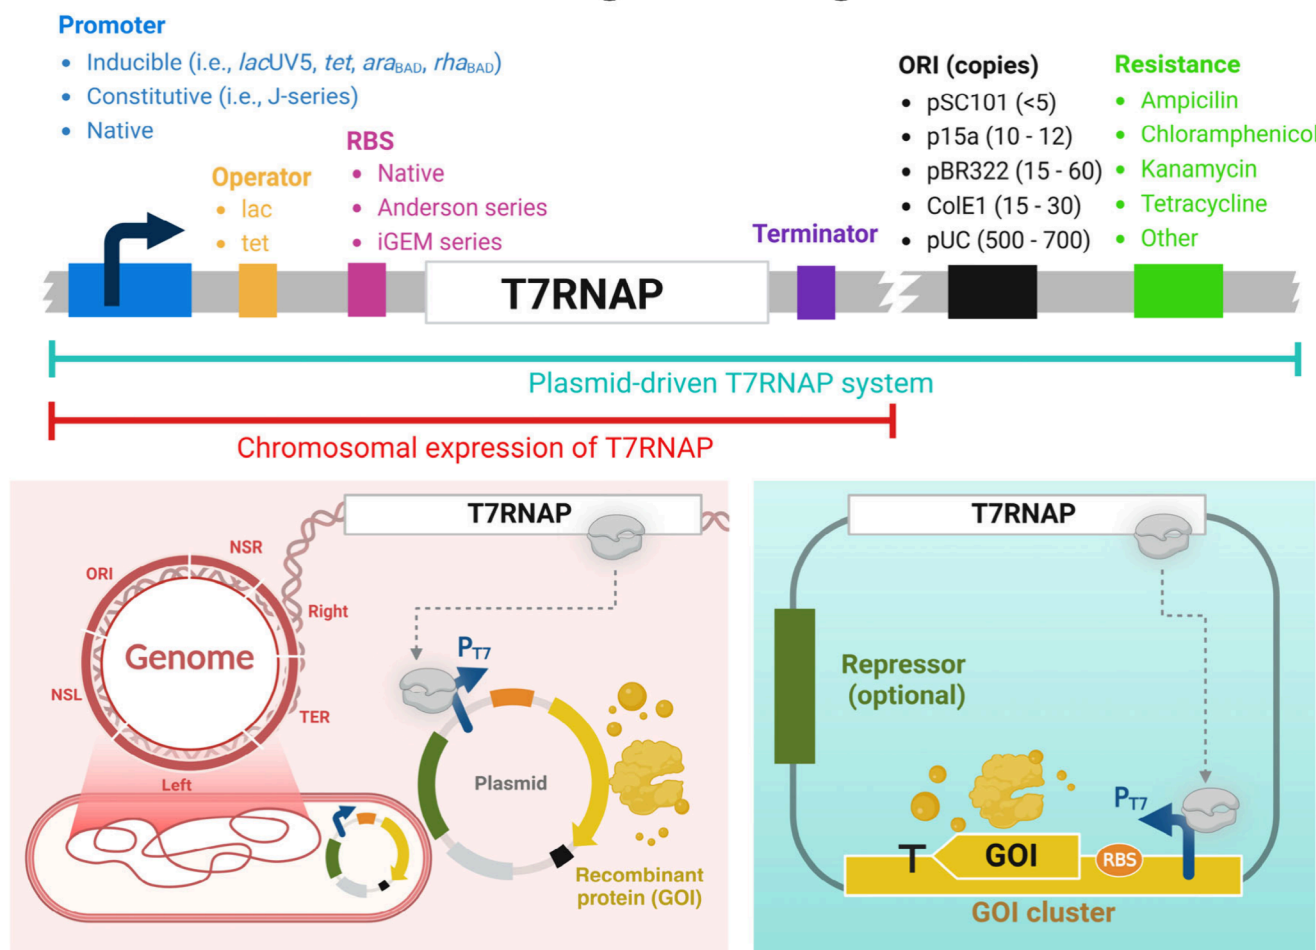 Promoter
• Inducible (i.e., lacUV5, tet, araBAD, rhaBAD)
• Constitutive (i.e., J-series)
• Native
Operator
• lac
• tet
RBS
• Native
• Anderson series
• iGEM series
Terminator
ORI (copies)
• pSC101 (<5)
• p15a (10 - 12)
• pBR322 (15 - 60)
• ColE1 (15 - 30)
• pUC (500 - 700)
Resistance
• Ampicilin
• Chloramphenicol
• Kanamycin
• Tetracycline
• Other
T7RNAP
Plasmid-driven T7RNAP system
Chromosomal expression of T7RNAP
T7RNAP
NSR
ORI
Right
Genome
NSL
TER
Left
PT7
Plasmid
Recombinant
protein (GOI)
T7RNAP
Repressor
(optional)
PT7
T
GOI
RBS
GOI cluster